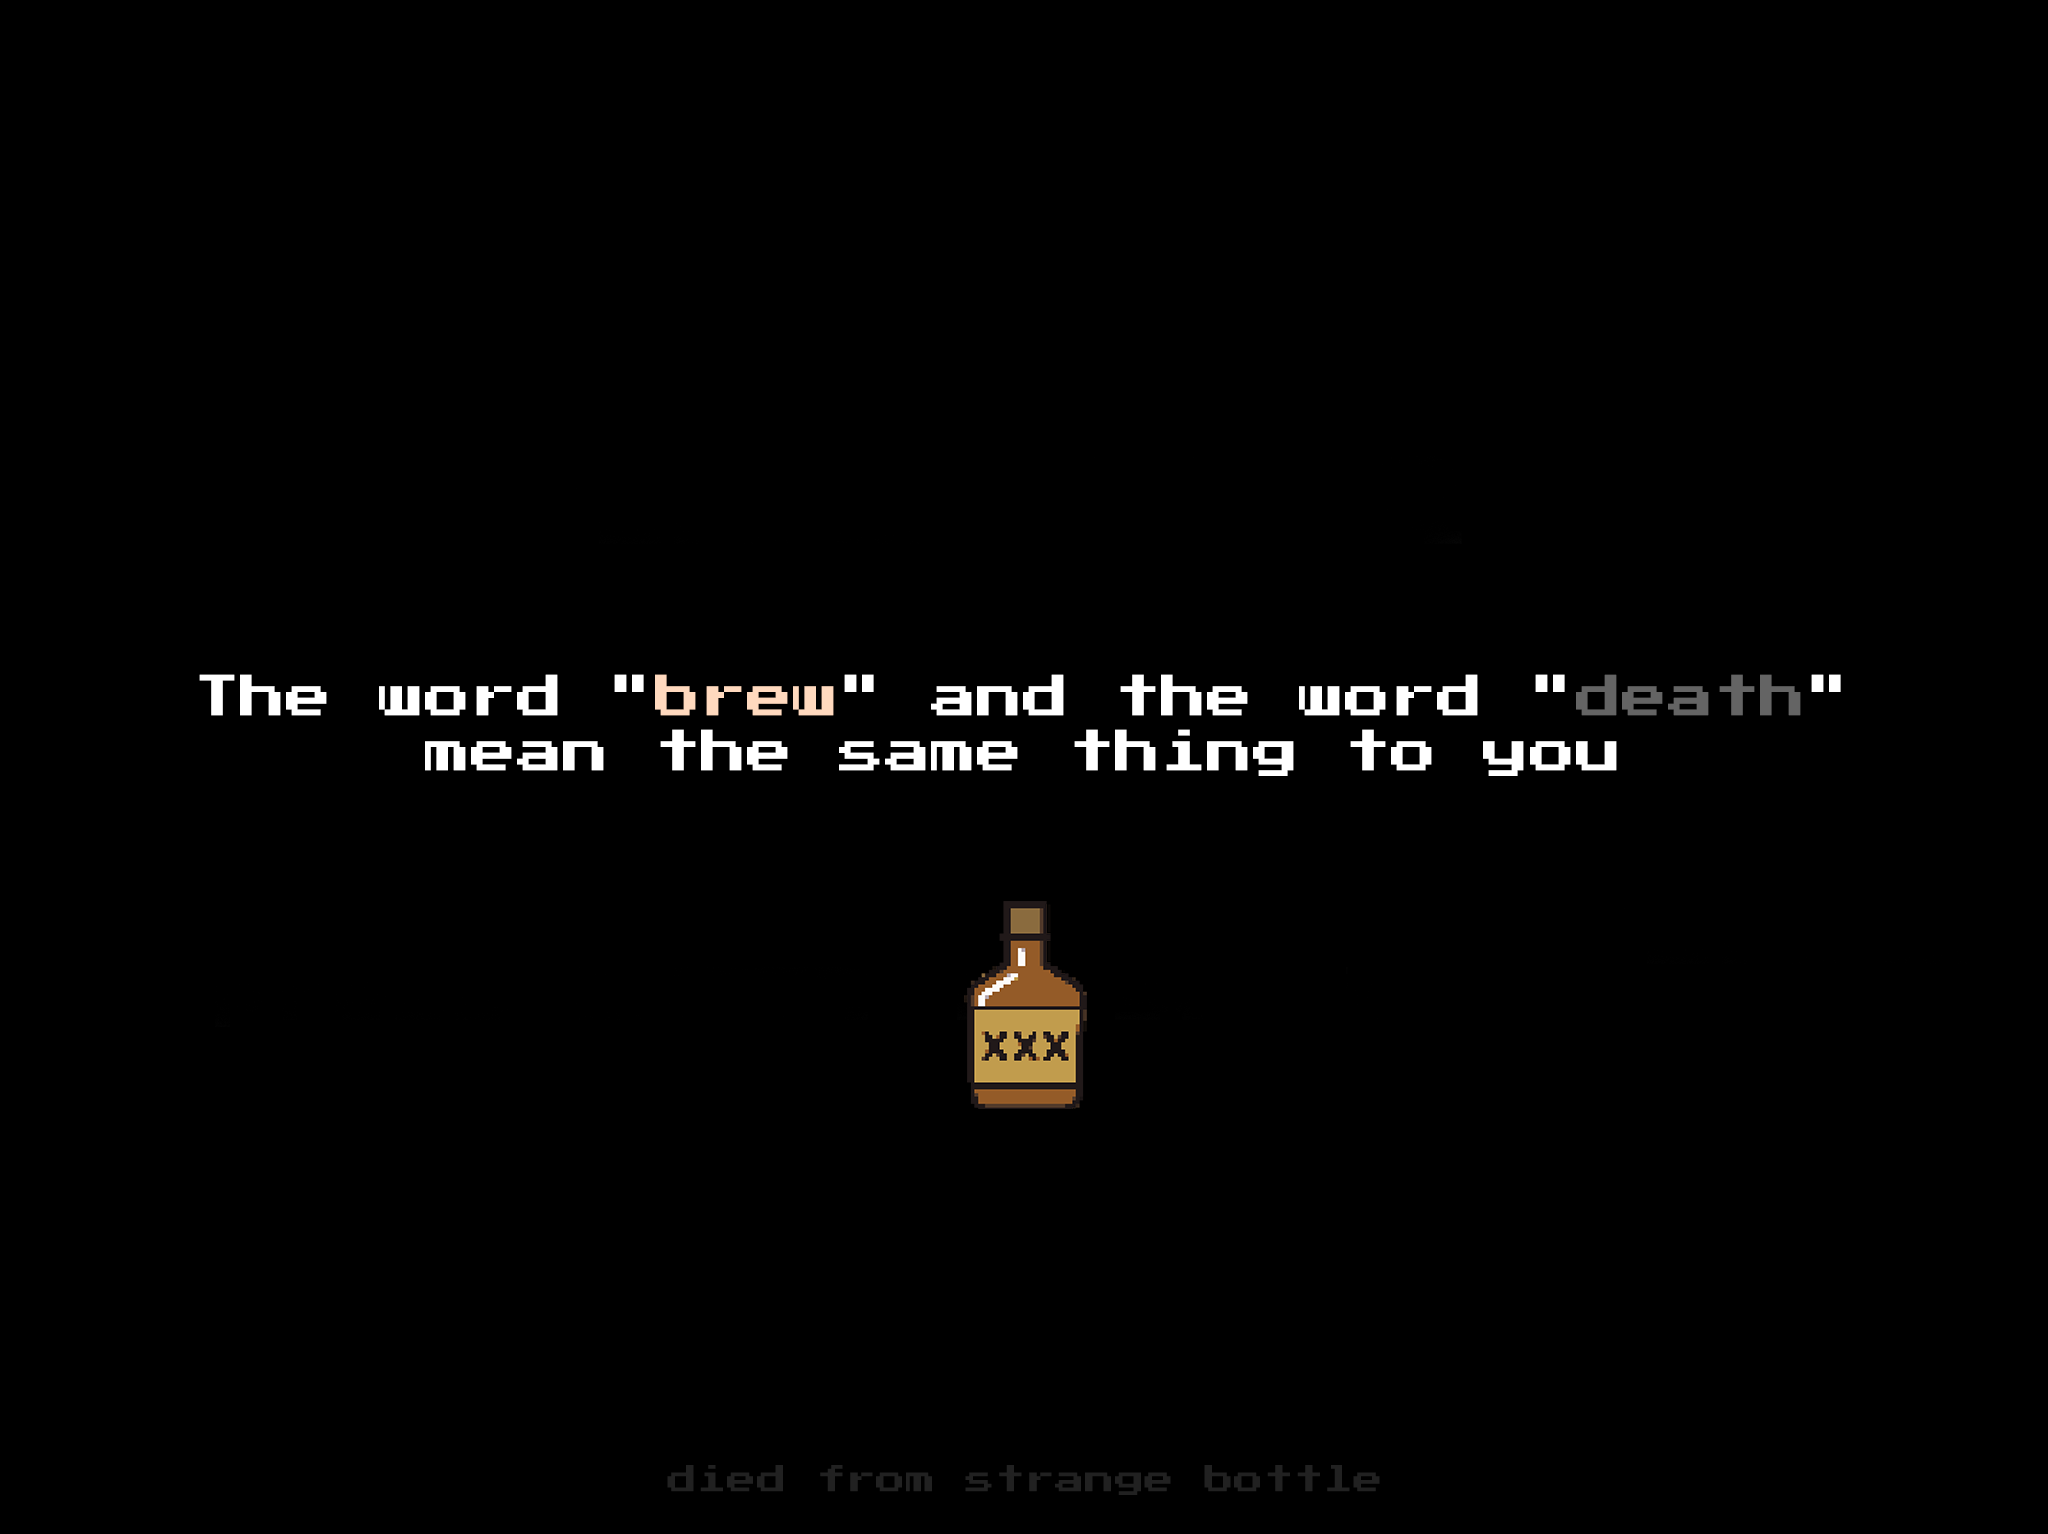 The word "brew" and the word "death"
mean the same thing to you
XXX
died from strange bottle